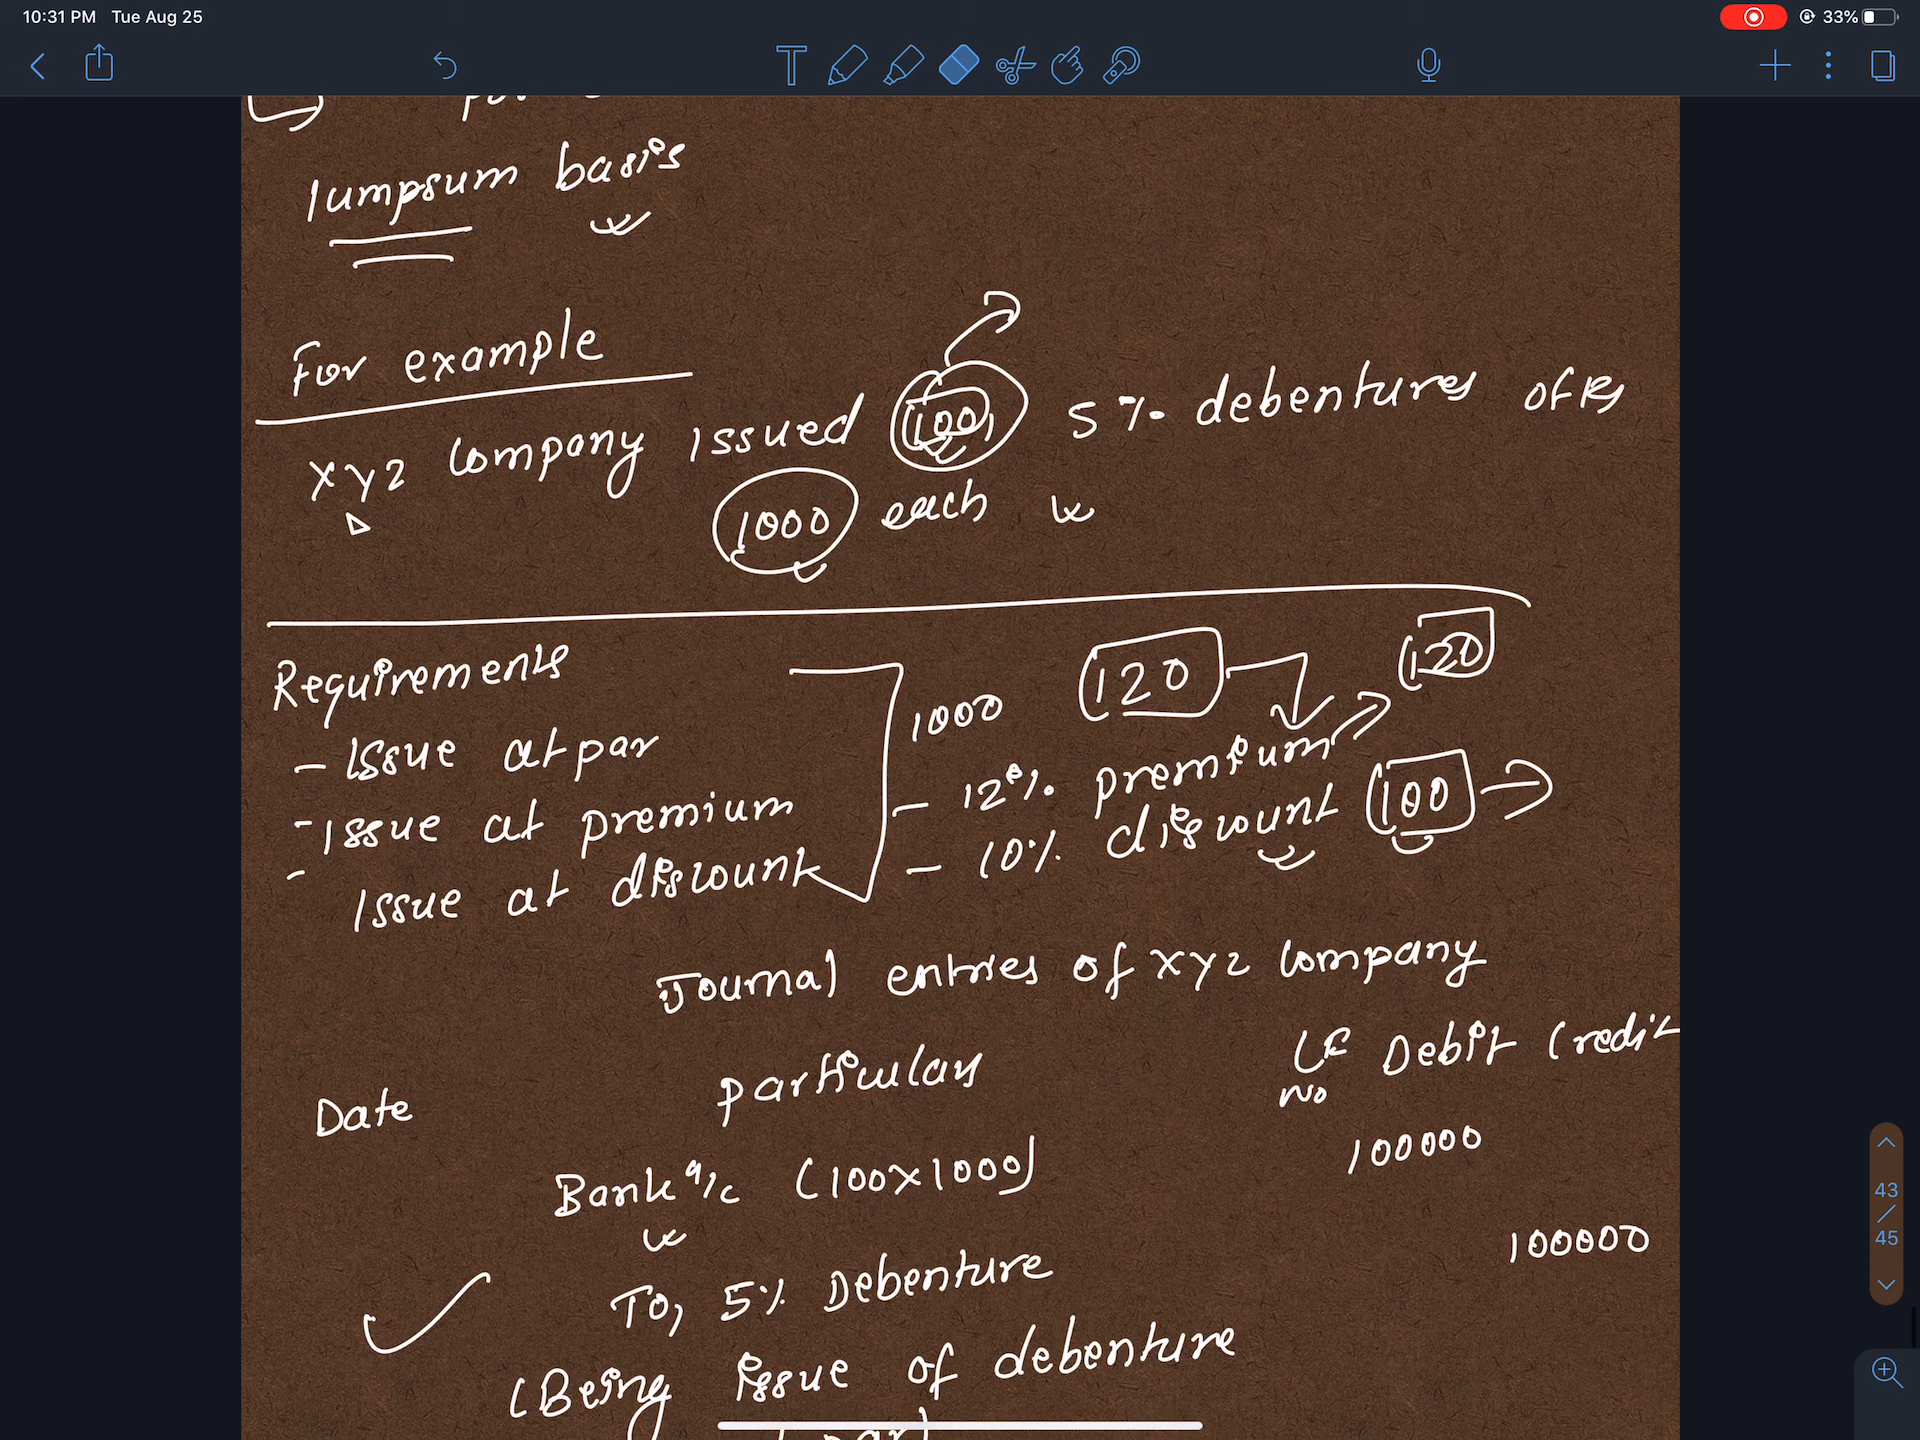 10:31 PM Tue Aug 25
33%
lumpsum basis
For example
XYZ company issued 100, 5% debentures of Rs
1000 each
Requirements
- Issue at par 1000 120 120
- Issue at premium - 12% premium
- Issue at discount - 10% discount 100
Journal entries of XYZ company
Date particulars LF No Debit Credit
Bank a/c (100x1000) 100000
To, 5% Debenture 100000
(Being issue of debenture
par)
43
/
45